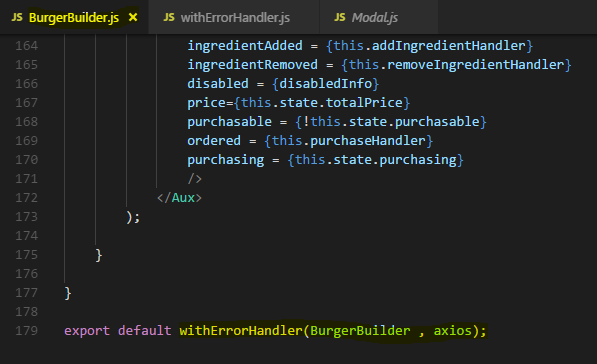 JS BurgerBuilder.js × JS withErrorHandler.js JS Modal.js
164 ingredientAdded = {this.addIngredientHandler}
165 ingredientRemoved = {this.removeIngredientHandler}
166 disabled = {disabledInfo}
167 price={this.state.totalPrice}
168 purchasable = {!this.state.purchasable}
169 ordered = {this.purchaseHandler}
170 purchasing = {this.state.purchasing}
171 />
172 </Aux>
173 );
174
175 }
176
177 }
178
179 export default withErrorHandler(BurgerBuilder , axios);